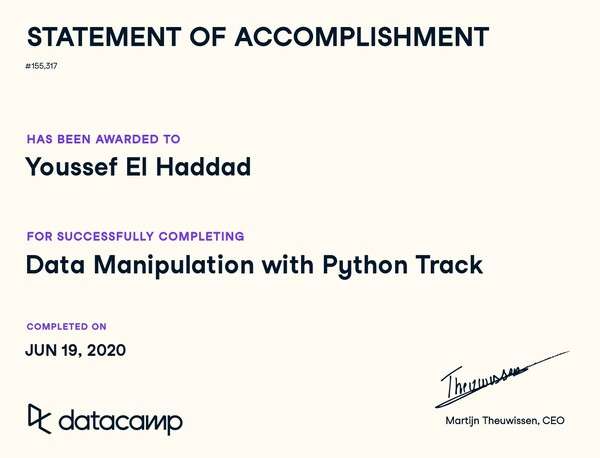 STATEMENT OF ACCOMPLISHMENT
#155,317
HAS BEEN AWARDED TO
Youssef El Haddad
FOR SUCCESSFULLY COMPLETING
Data Manipulation with Python Track
COMPLETED ON
JUN 19, 2020
Theuwissen
datacamp
Martijn Theuwissen, CEO